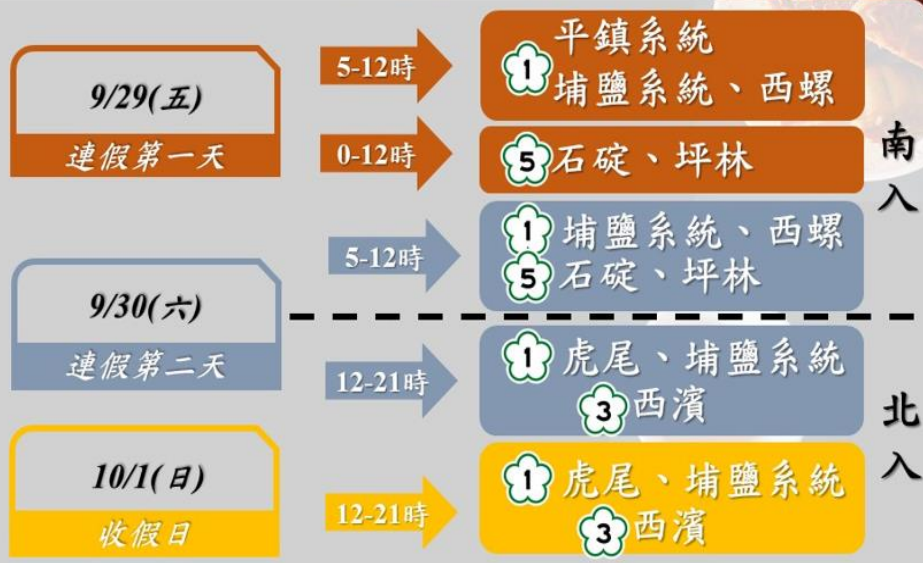 9/29(五)
連假第一天
5-12時
1 平鎮系統
埔鹽系統、西螺
0-12時
5 石碇、坪林
南入
9/30(六)
連假第二天
5-12時
1 埔鹽系統、西螺
5 石碇、坪林
12-21時
1 虎尾、埔鹽系統
3 西濱
北入
10/1(日)
收假日
12-21時
1 虎尾、埔鹽系統
3 西濱